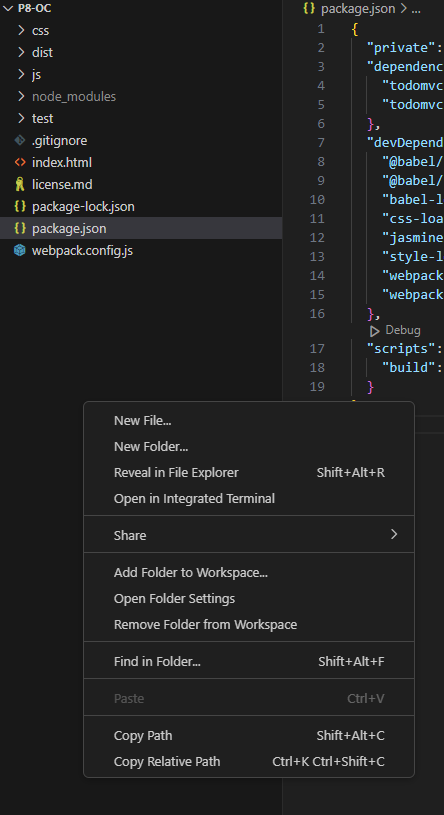 P8-OC
css
dist
js
node_modules
test
.gitignore
index.html
license.md
package-lock.json
package.json
webpack.config.js
package.json > ...
1 {
2 "private":
3 "dependenc
4 "todomvc
5 "todomvc
6 },
7 "devDepend
8 "@babel/
9 "@babel/
10 "babel-l
11 "css-loa
12 "jasmine
13 "style-l
14 "webpack
15 "webpack
16 },
Debug
17 "scripts":
18 "build":
19 }
New File...
New Folder...
Reveal in File Explorer Shift+Alt+R
Open in Integrated Terminal
Share
Add Folder to Workspace...
Open Folder Settings
Remove Folder from Workspace
Find in Folder... Shift+Alt+F
Paste Ctrl+V
Copy Path Shift+Alt+C
Copy Relative Path Ctrl+K Ctrl+Shift+C